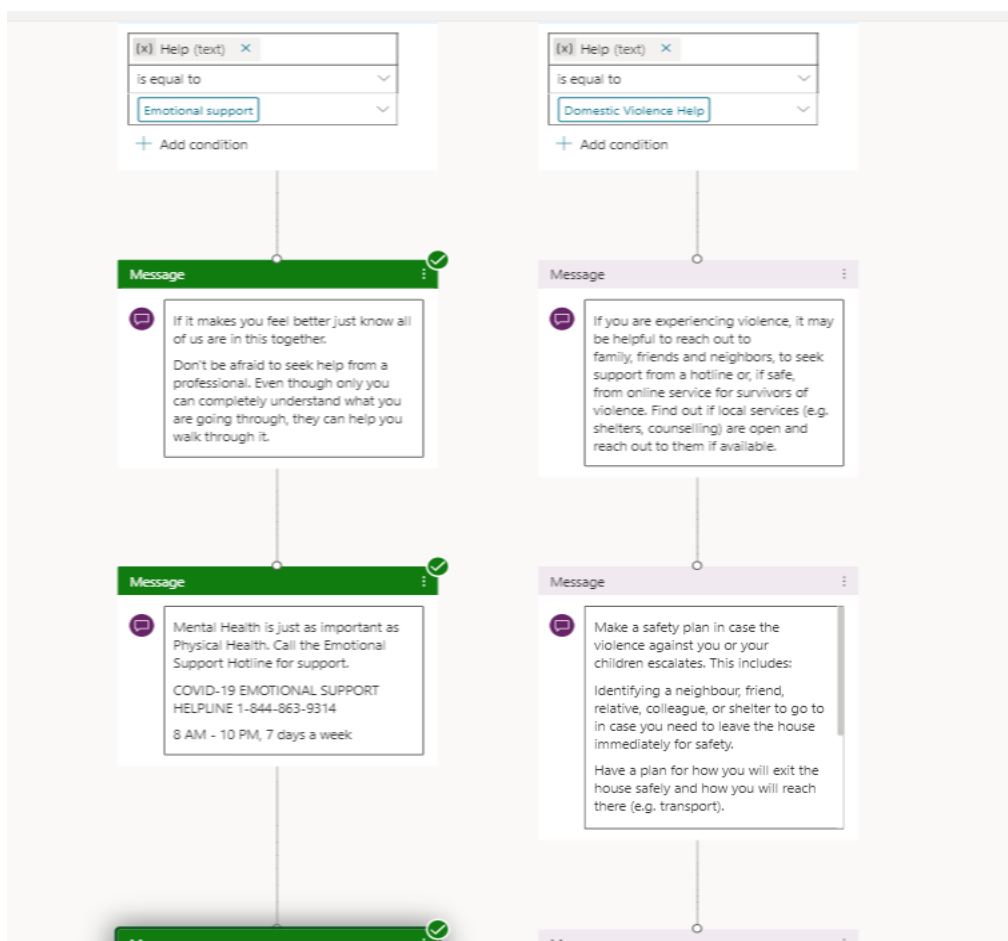 (x) Help (text) ×
is equal to
Emotional support
+ Add condition
Message
If it makes you feel better just know all
of us are in this together.
Don't be afraid to seek help from a
professional. Even though only you
can completely understand what you
are going through, they can help you
walk through it.
Message
Mental Health is just as important as
Physical Health. Call the Emotional
Support Hotline for support.
COVID-19 EMOTIONAL SUPPORT
HELPLINE 1-844-863-9314
8 AM - 10 PM, 7 days a week
(x) Help (text) ×
is equal to
Domestic Violence Help
+ Add condition
Message
If you are experiencing violence, it may
be helpful to reach out to
family, friends and neighbors, to seek
support from a hotline or, if safe,
from online service for survivors of
violence. Find out if local services (e.g.
shelters, counselling) are open and
reach out to them if available.
Message
Make a safety plan in case the
violence against you or your
children escalates. This includes:
Identifying a neighbour, friend,
relative, colleague, or shelter to go to
in case you need to leave the house
immediately for safety.
Have a plan for how you will exit the
house safely and how you will reach
there (e.g. transport).